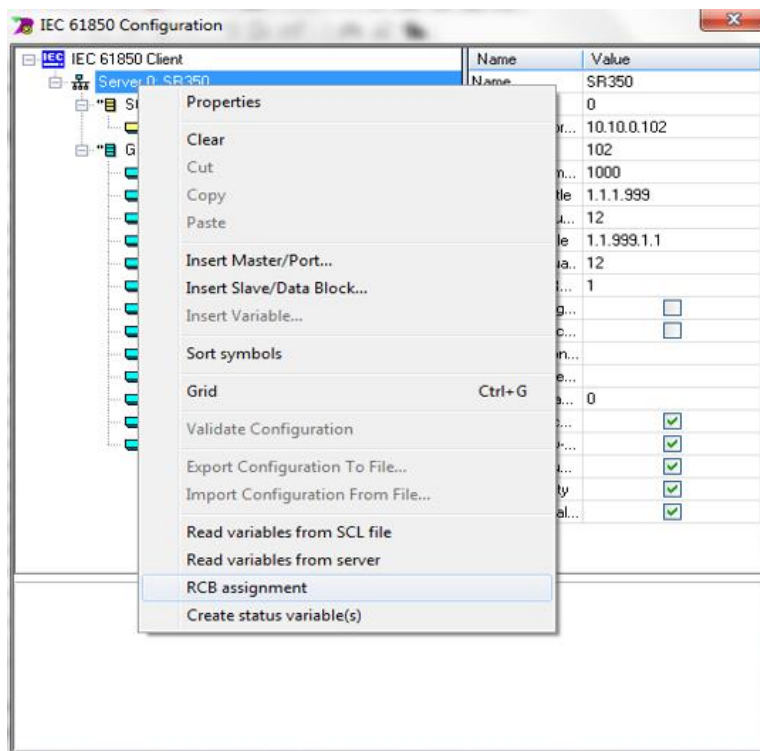 IEC 61850 Configuration
IEC 61850 Client
Server 0: SR350
Name Value
Name SR350
0
10.10.0.102
102
1000
tle 1.1.1.999
12
le 1.1.999.1.1
12
1
0
ty
Properties
Clear
Cut
Copy
Paste
Insert Master/Port...
Insert Slave/Data Block...
Insert Variable...
Sort symbols
Grid Ctrl+G
Validate Configuration
Export Configuration To File...
Import Configuration From File...
Read variables from SCL file
Read variables from server
RCB assignment
Create status variable(s)